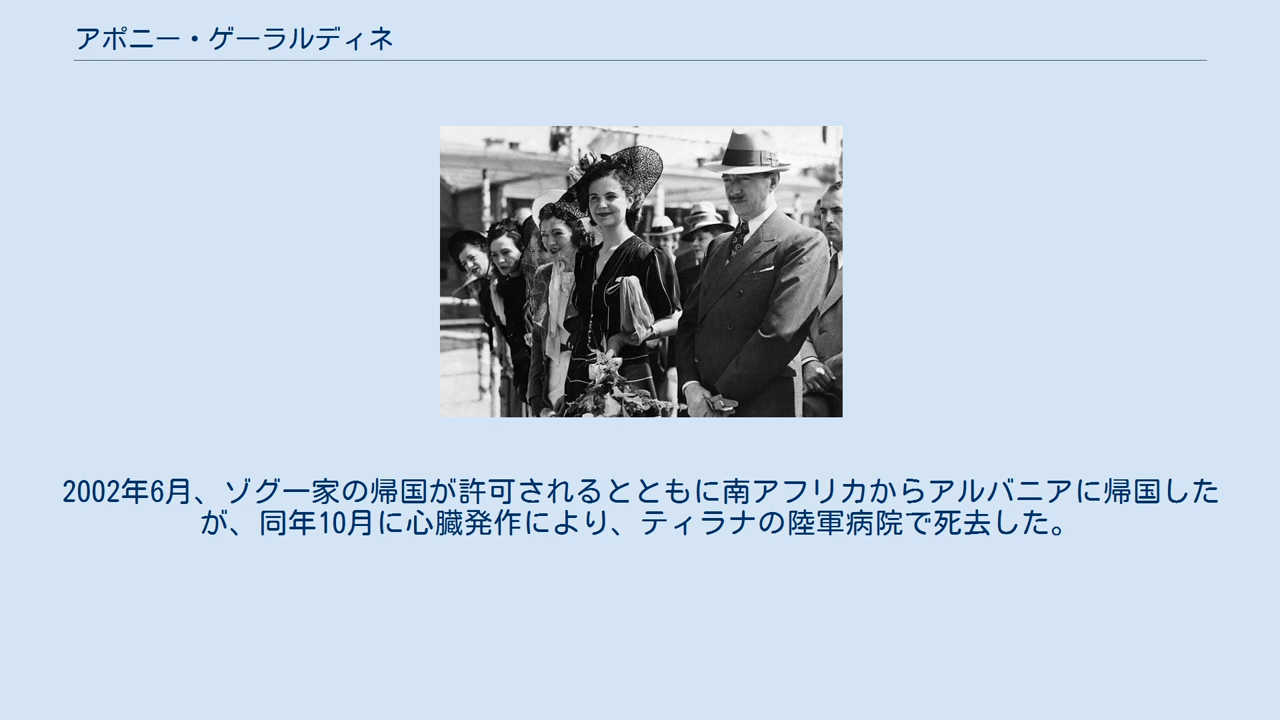 アポニー・ゲーラルディネ
2002年6月、ゾグ一家の帰国が許可されるとともに南アフリカからアルバニアに帰国した
が、同年10月に心臓発作により、ティラナの陸軍病院で死去した。